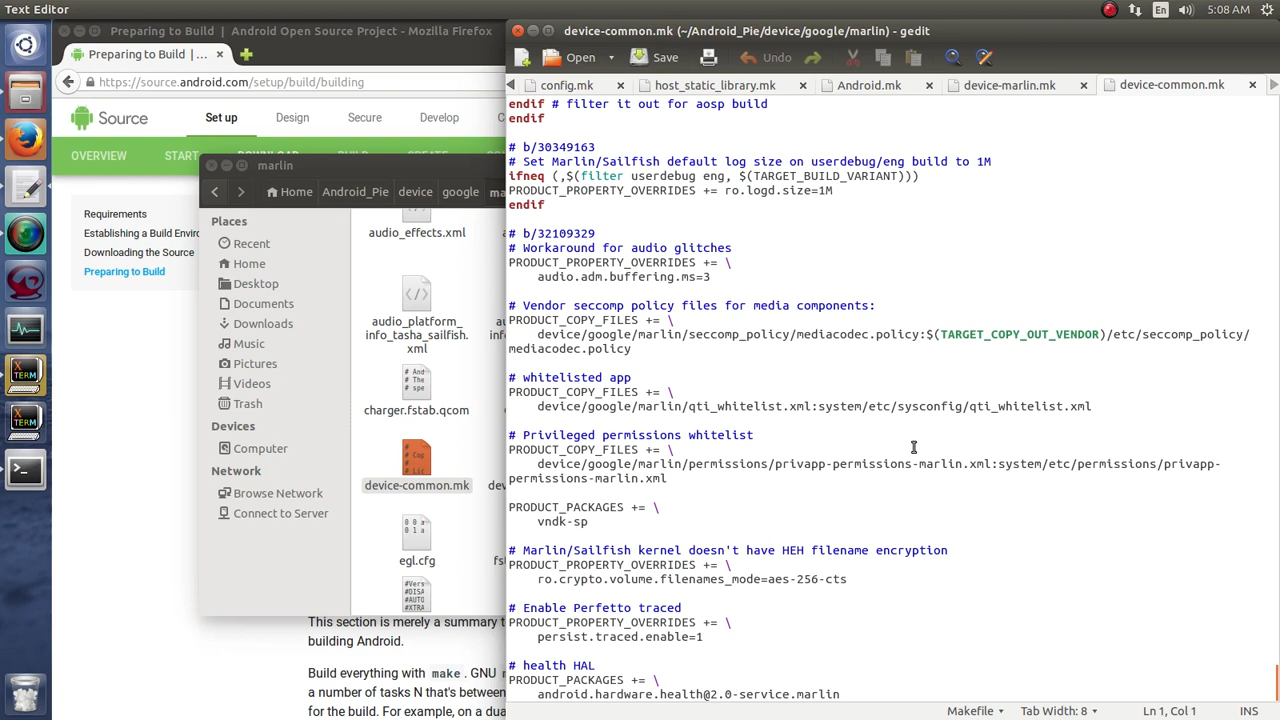 Text Editor
En
5:08 AM
Preparing to Build | Android Open Source Project - Mozilla Firefox
Preparing to Build | ...
https://source.android.com/setup/build/building
Source
Set up
Design
Secure
Develop
OVERVIEW
START
Requirements
Establishing a Build Enviro
Downloading the Source
Preparing to Build
marlin
Home
Android_Pie
device
google
Places
Recent
Home
Desktop
Documents
Downloads
Music
Pictures
Videos
Trash
Devices
Computer
Network
Browse Network
Connect to Server
audio_effects.xml
audio_platform_
info_tasha_sailfish.
xml
charger.fstab.qcom
device-common.mk
egl.cfg
This section is merely a summary t
building Android.
Build everything with make . GNU
a number of tasks N that's between
for the build. For example, on a dua
device-common.mk (~/Android_Pie/device/google/marlin) - gedit
Open
Save
Undo
config.mk
host_static_library.mk
Android.mk
device-marlin.mk
device-common.mk
endif # filter it out for aosp build
endif
# b/30349163
# Set Marlin/Sailfish default log size on userdebug/eng build to 1M
ifneq (,$(filter userdebug eng, $(TARGET_BUILD_VARIANT)))
PRODUCT_PROPERTY_OVERRIDES += ro.logd.size=1M
endif
# b/32109329
# Workaround for audio glitches
PRODUCT_PROPERTY_OVERRIDES += \
audio.adm.buffering.ms=3
# Vendor seccomp policy files for media components:
PRODUCT_COPY_FILES += \
device/google/marlin/seccomp_policy/mediacodec.policy:$(TARGET_COPY_OUT_VENDOR)/etc/seccomp_policy/
mediacodec.policy
# whitelisted app
PRODUCT_COPY_FILES += \
device/google/marlin/qti_whitelist.xml:system/etc/sysconfig/qti_whitelist.xml
# Privileged permissions whitelist
PRODUCT_COPY_FILES += \
device/google/marlin/permissions/privapp-permissions-marlin.xml:system/etc/permissions/privapp-
permissions-marlin.xml
PRODUCT_PACKAGES += \
vndk-sp
# Marlin/Sailfish kernel doesn't have HEH filename encryption
PRODUCT_PROPERTY_OVERRIDES += \
ro.crypto.volume.filenames_mode=aes-256-cts
# Enable Perfetto traced
PRODUCT_PROPERTY_OVERRIDES += \
persist.traced.enable=1
# health HAL
PRODUCT_PACKAGES += \
android.hardware.health@2.0-service.marlin
Makefile
Tab Width: 8
Ln 1, Col 1
INS